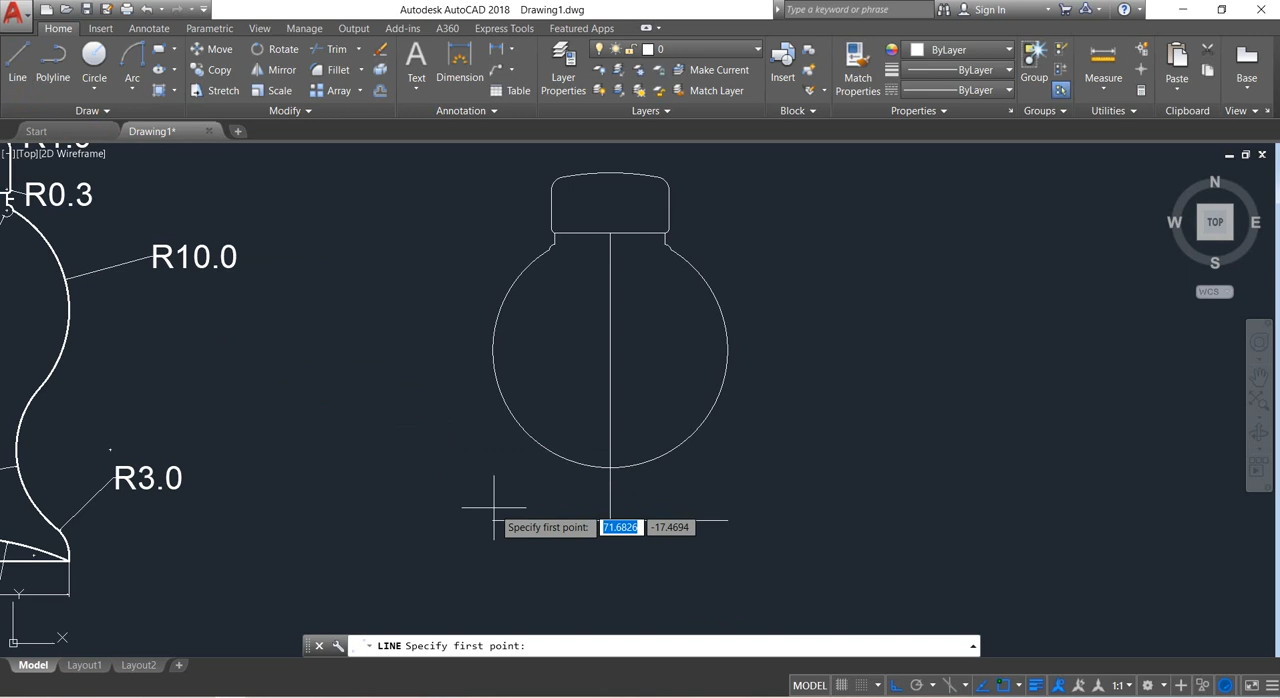 Autodesk AutoCAD 2018 Drawing1.dwg
Type a keyword or phrase
Sign In
Home Insert Annotate Parametric View Manage Output Add-ins A360 Express Tools Featured Apps
Line Polyline Circle Arc
Move Rotate Trim
Copy Mirror Fillet
Stretch Scale Array
Text Dimension Table
Layer Properties
0
Make Current
Match Layer
Insert
Match Properties
ByLayer
ByLayer
ByLayer
Group
Measure
Paste
Base
Draw Modify Annotation Layers Block Properties Groups Utilities Clipboard View
Start Drawing1*
[−][Top][2D Wireframe]
R0.3
R10.0
R3.0
N
W TOP E
S
WCS
Specify first point: 71.6826 -17.4694
Y
X
LINE Specify first point:
Model Layout1 Layout2
MODEL 1:1